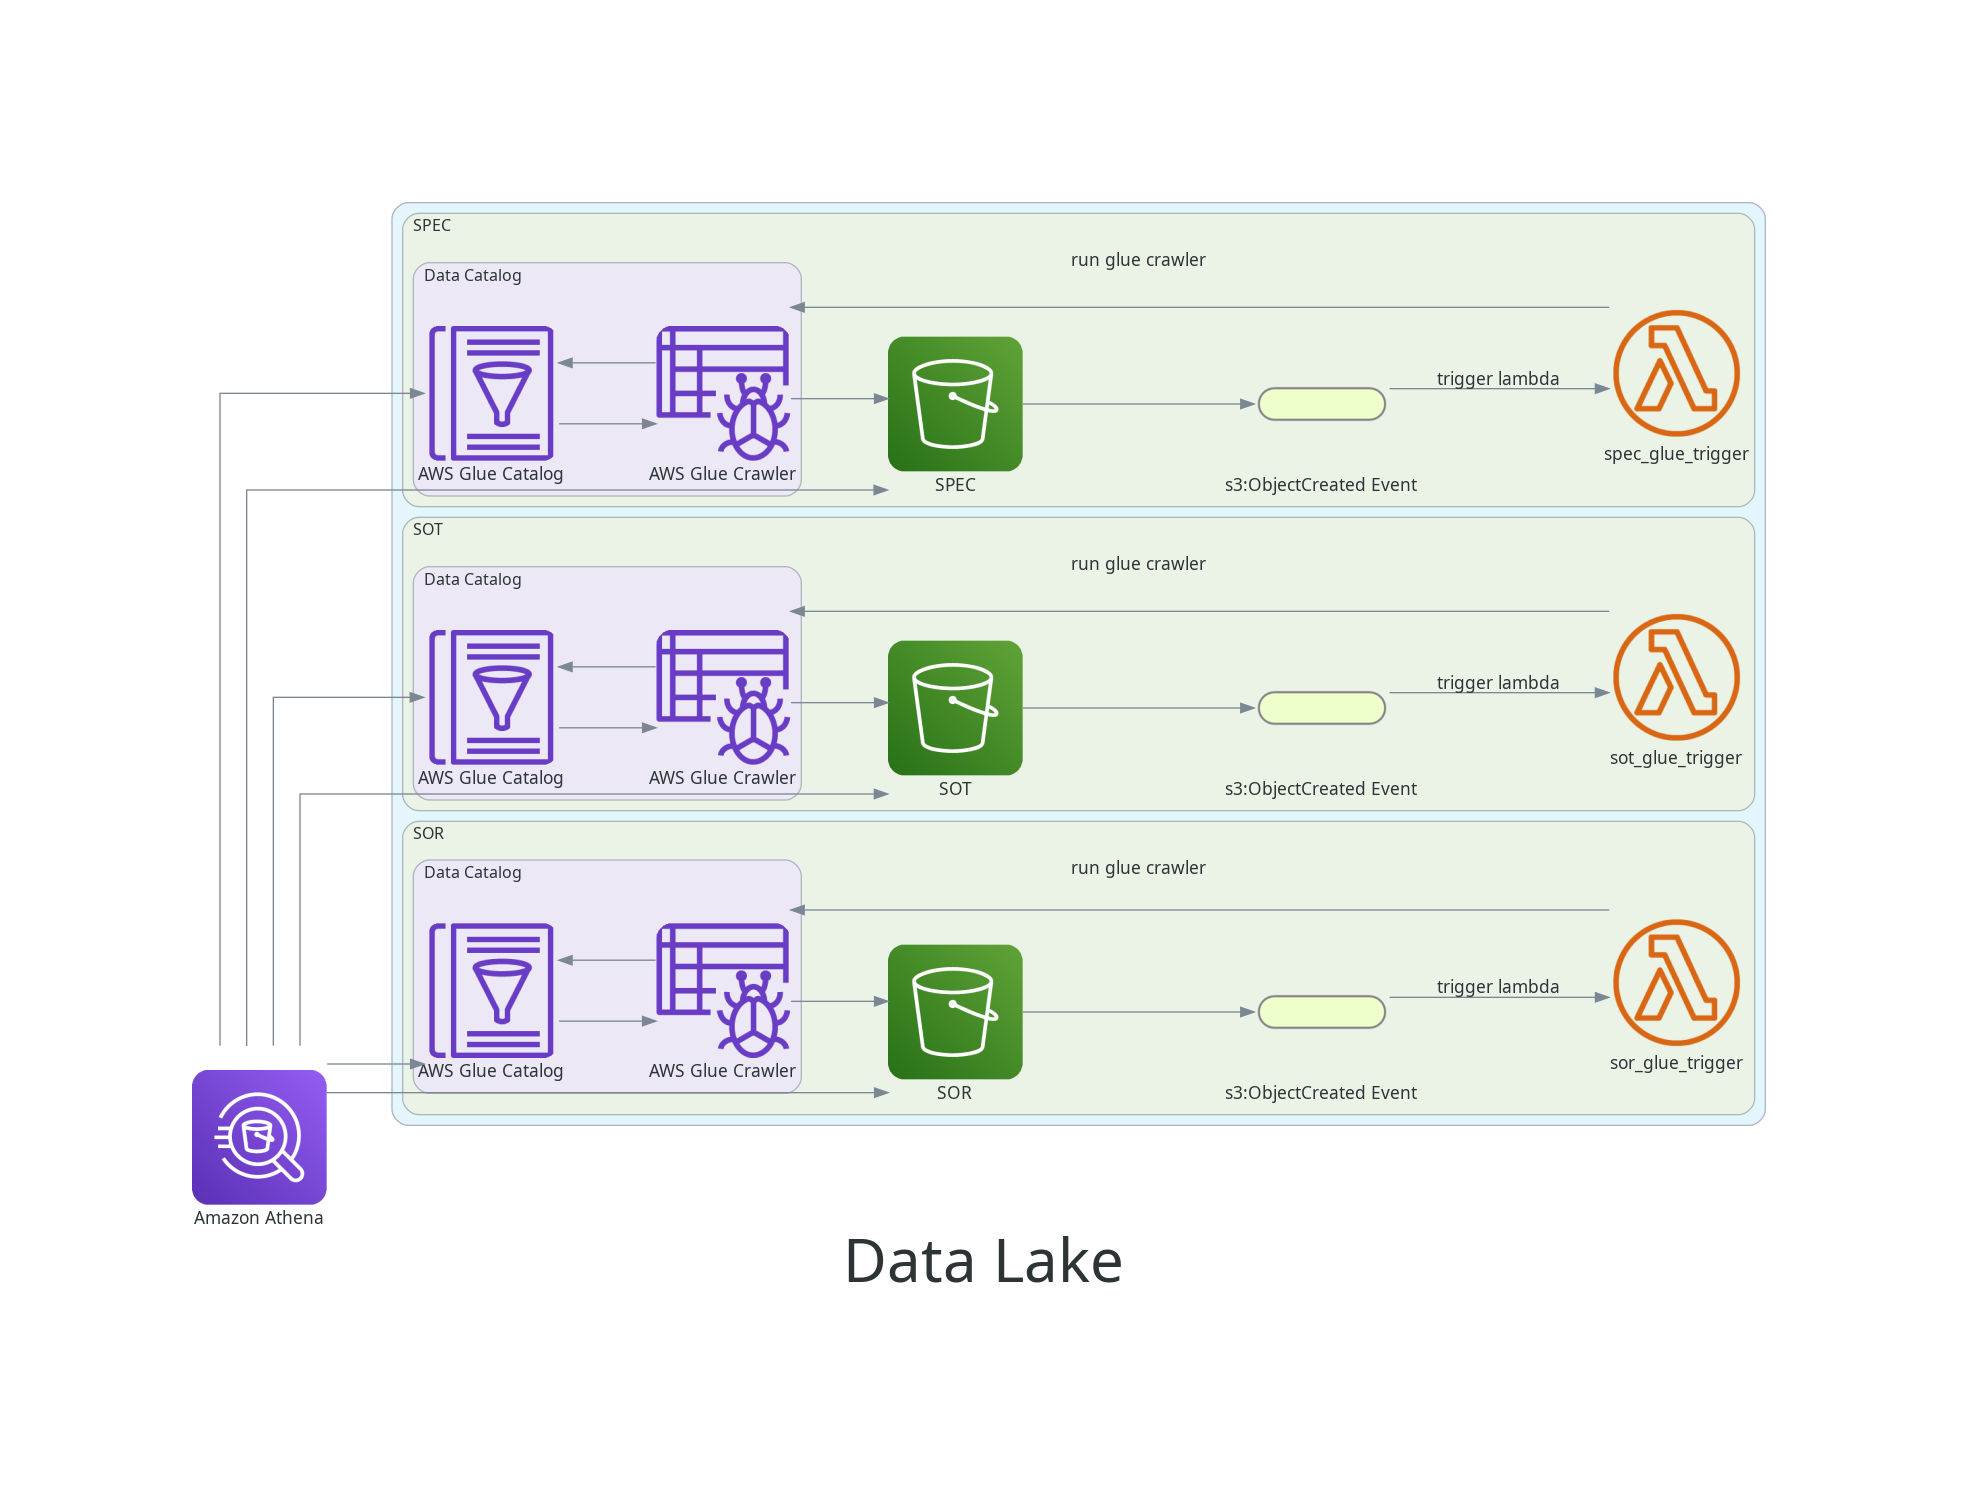 SPEC
run glue crawler
Data Catalog
trigger lambda
spec_glue_trigger
AWS Glue Catalog
AWS Glue Crawler
SPEC
s3:ObjectCreated Event
SOT
run glue crawler
Data Catalog
trigger lambda
sot_glue_trigger
AWS Glue Catalog
AWS Glue Crawler
SOT
s3:ObjectCreated Event
SOR
run glue crawler
Data Catalog
trigger lambda
sor_glue_trigger
AWS Glue Catalog
AWS Glue Crawler
SOR
s3:ObjectCreated Event
Amazon Athena
Data Lake